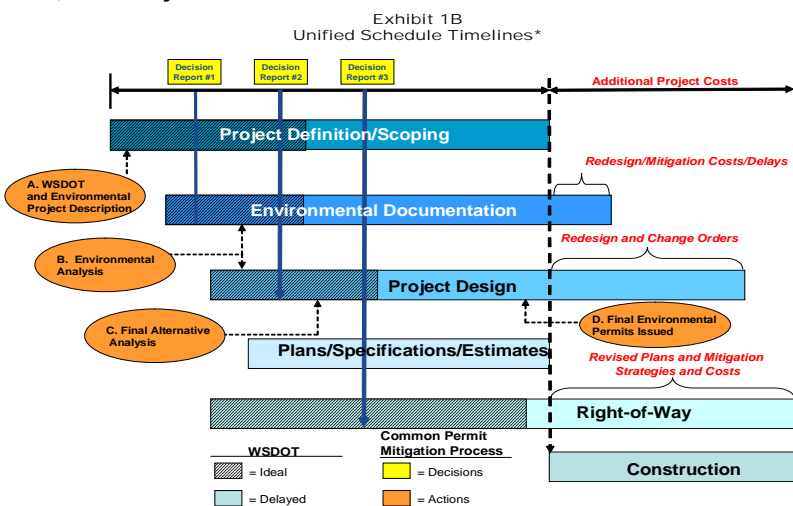 Exhibit 1B
Unified Schedule Timelines*
Decision
Report #1
Decision
Report #2
Decision
Report #3
Additional Project Costs
Project Definition/Scoping
Redesign/Mitigation Costs/Delays
A. WSDOT
and Environmental
Project Description
Environmental Documentation
Redesign and Change Orders
B. Environmental
Analysis
Project Design
C. Final Alternative
Analysis
D. Final Environmental
Permits Issued
Plans/Specifications/Estimates
Revised Plans and Mitigation
Strategies and Costs
Right-of-Way
WSDOT
= Ideal
= Delayed
Common Permit
Mitigation Process
= Decisions
= Actions
Construction